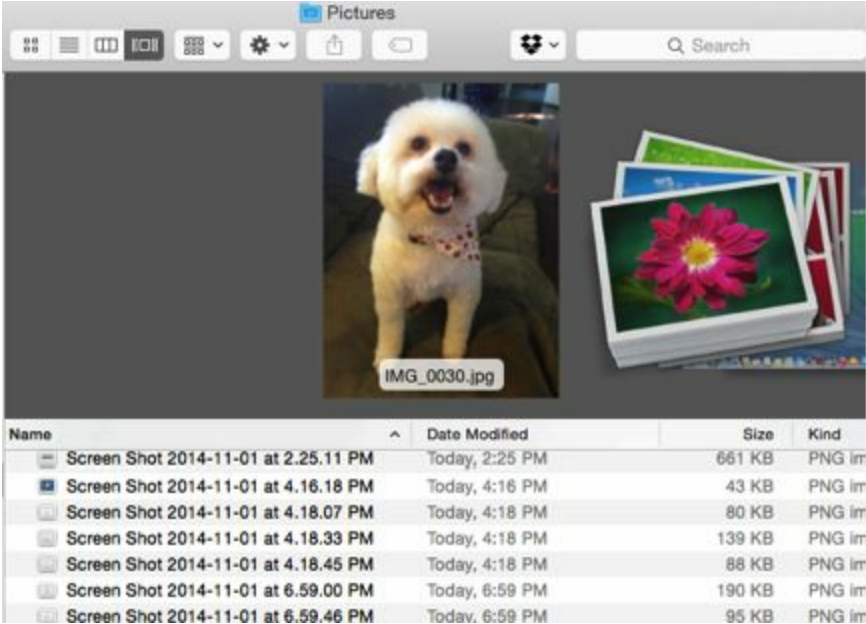 Pictures
Search
IMG_0030.jpg
Name Date Modified Size Kind
Screen Shot 2014-11-01 at 2.25.11 PM Today, 2:25 PM 661 KB PNG im
Screen Shot 2014-11-01 at 4.16.18 PM Today, 4:16 PM 43 KB PNG im
Screen Shot 2014-11-01 at 4.18.07 PM Today, 4:18 PM 80 KB PNG im
Screen Shot 2014-11-01 at 4.18.33 PM Today, 4:18 PM 139 KB PNG im
Screen Shot 2014-11-01 at 4.18.45 PM Today, 4:18 PM 88 KB PNG im
Screen Shot 2014-11-01 at 6.59.00 PM Today, 6:59 PM 190 KB PNG im
Screen Shot 2014-11-01 at 6.59.46 PM Today, 6:59 PM 95 KB PNG im